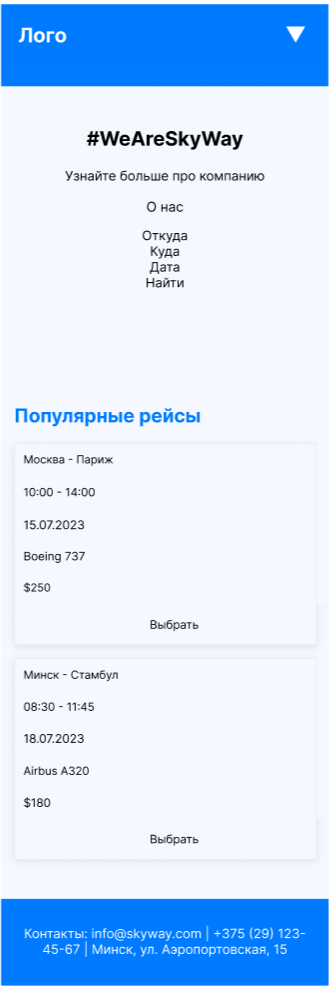 Лого
#WeAreSkyWay
Узнайте больше про компанию
О нас
Откуда
Куда
Дата
Найти
Популярные рейсы
Москва - Париж
10:00 - 14:00
15.07.2023
Boeing 737
$250
Выбрать
Минск - Стамбул
08:30 - 11:45
18.07.2023
Airbus A320
$180
Выбрать
Контакты: info@skyway.com | +375 (29) 123-
45-67 | Минск, ул. Аэропортовская, 15